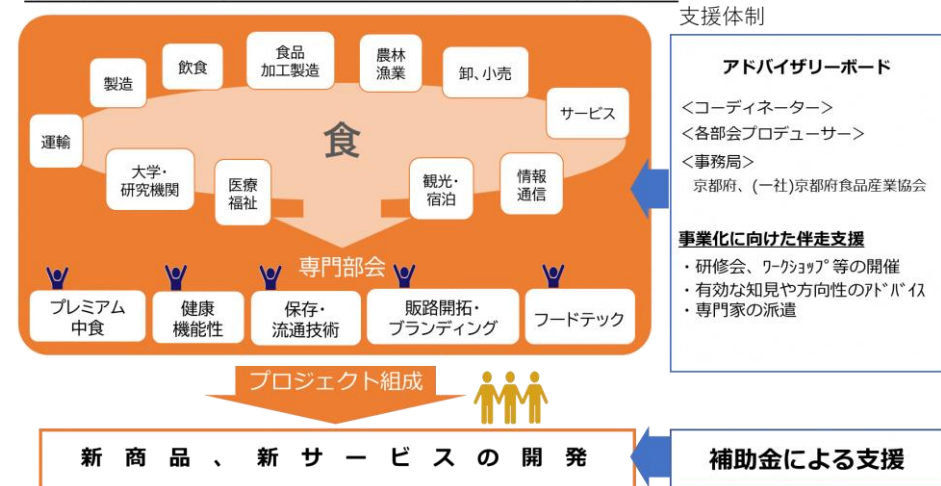 支援体制
製造
飲食
食品
加工製造
農林
漁業
卸、小売
サービス
運輸
食
大学・
研究機関
医療
福祉
観光・
宿泊
情報
通信
専門部会
プレミアム
中食
健康
機能性
保存・
流通技術
販路開拓・
ブランディング
フードテック
アドバイザリーボード
<コーディネーター>
<各部会プロデューサー>
<事務局>
京都府、(一社)京都府食品産業協会
事業化に向けた伴走支援
・研修会、ワークショップ等の開催
・有効な知見や方向性のアドバイス
・専門家の派遣
プロジェクト組成
新商品、新サービスの開発
補助金による支援